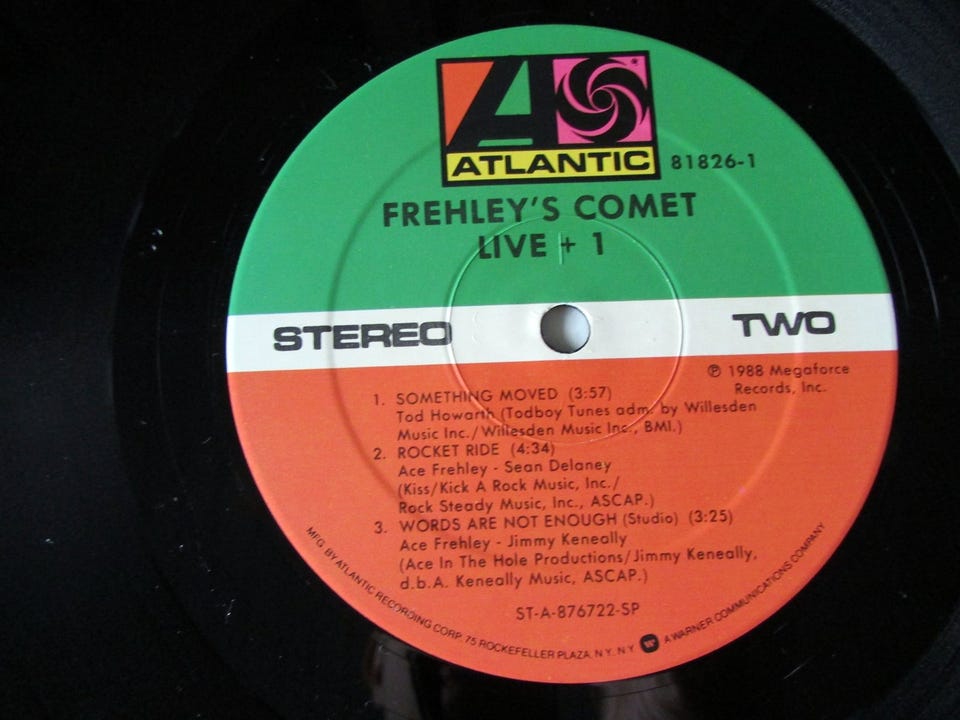 ATLANTIC 81826-1
FREHLEY'S COMET
LIVE + 1
STEREO TWO
℗ 1988 Megaforce
Records, Inc.
1. SOMETHING MOVED (3:57)
Tod Howarth (Todboy Tunes adm. by Willesden
Music Inc./Willesden Music Inc., BMI.)
2. ROCKET RIDE (4:34)
Ace Frehley - Sean Delaney
(Kiss/Kick A Rock Music, Inc./
Rock Steady Music, Inc., ASCAP.)
3. WORDS ARE NOT ENOUGH (Studio) (3:25)
Ace Frehley - Jimmy Keneally
(Ace In The Hole Productions/Jimmy Keneally,
d.b.A. Keneally Music, ASCAP.)
ST-A-876722-SP
MFG. BY ATLANTIC RECORDING CORP. 75 ROCKEFELLER PLAZA, N.Y. N.Y. A WARNER COMMUNICATIONS COMPANY